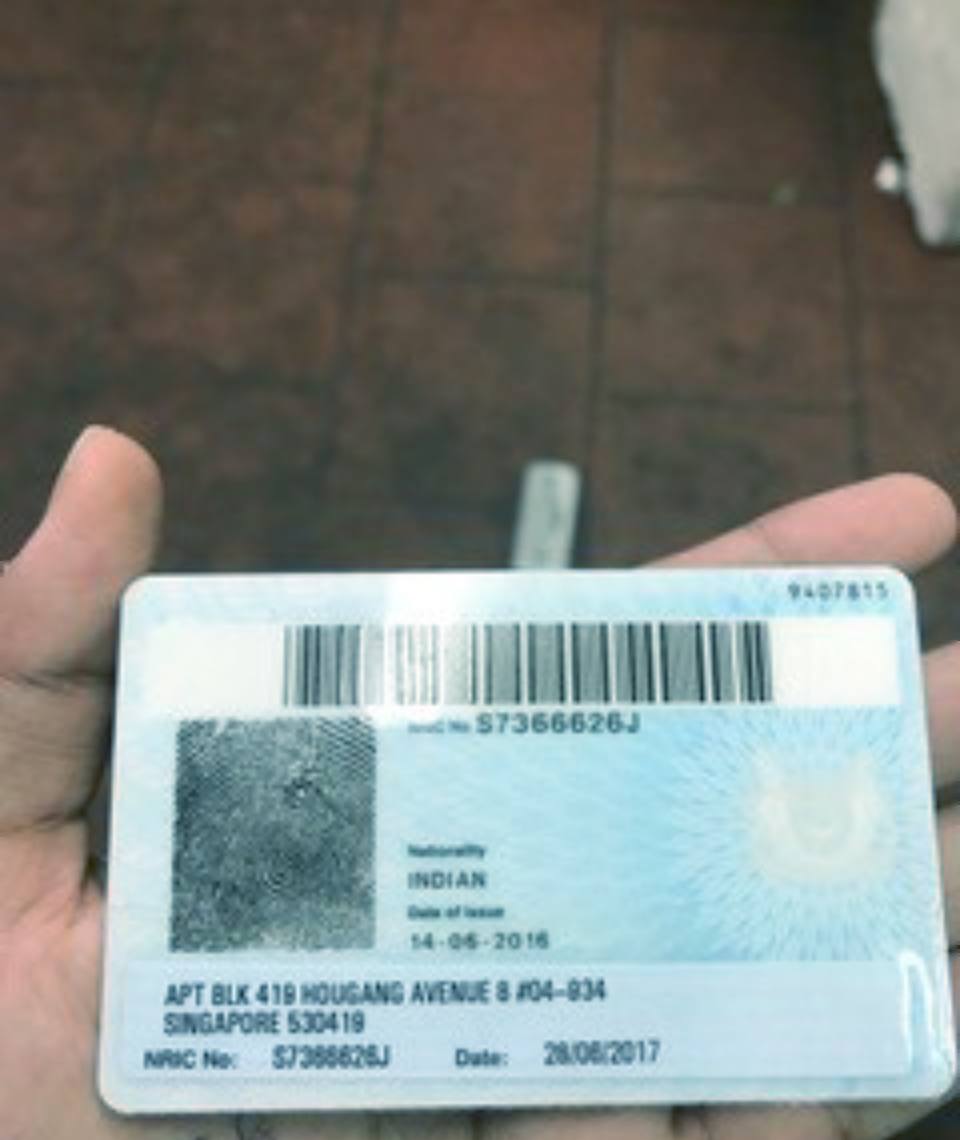 9407815
NRIC No S7366626J
Nationality
INDIAN
Date of Issue
14-06-2016
APT BLK 419 HOUGANG AVENUE 8 #04-934
SINGAPORE 530419
NRIC No: S7366626J Date: 28/06/2017